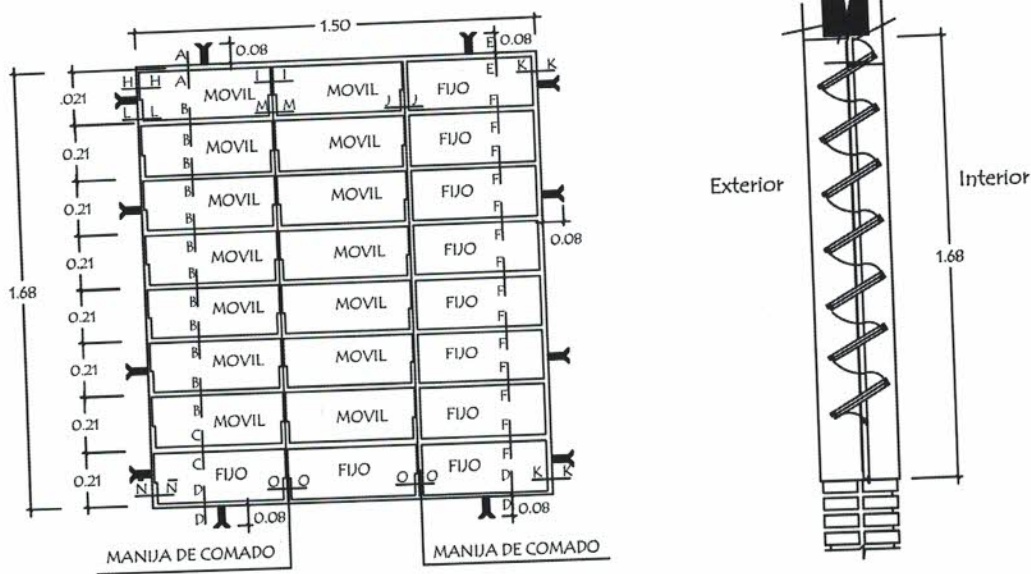 1.50
A 0.08 E 0.08
H H A I I E K K
.021 MOVIL MOVIL J J FIJO
L L B M M F
0.21 B MOVIL MOVIL F FIJO
B F
0.21 B MOVIL MOVIL F FIJO
B F 0.08
0.21 B MOVIL MOVIL F FIJO
1.68 B F
0.21 B MOVIL MOVIL F FIJO
B F
0.21 B MOVIL MOVIL F FIJO
B F
0.21 C MOVIL MOVIL F FIJO
C F
0.21 FIJO FIJO FIJO
Ñ Ñ D O O O O D K K
D 0.08 D 0.08
MANIJA DE COMADO MANIJA DE COMADO
Exterior
Interior
1.68